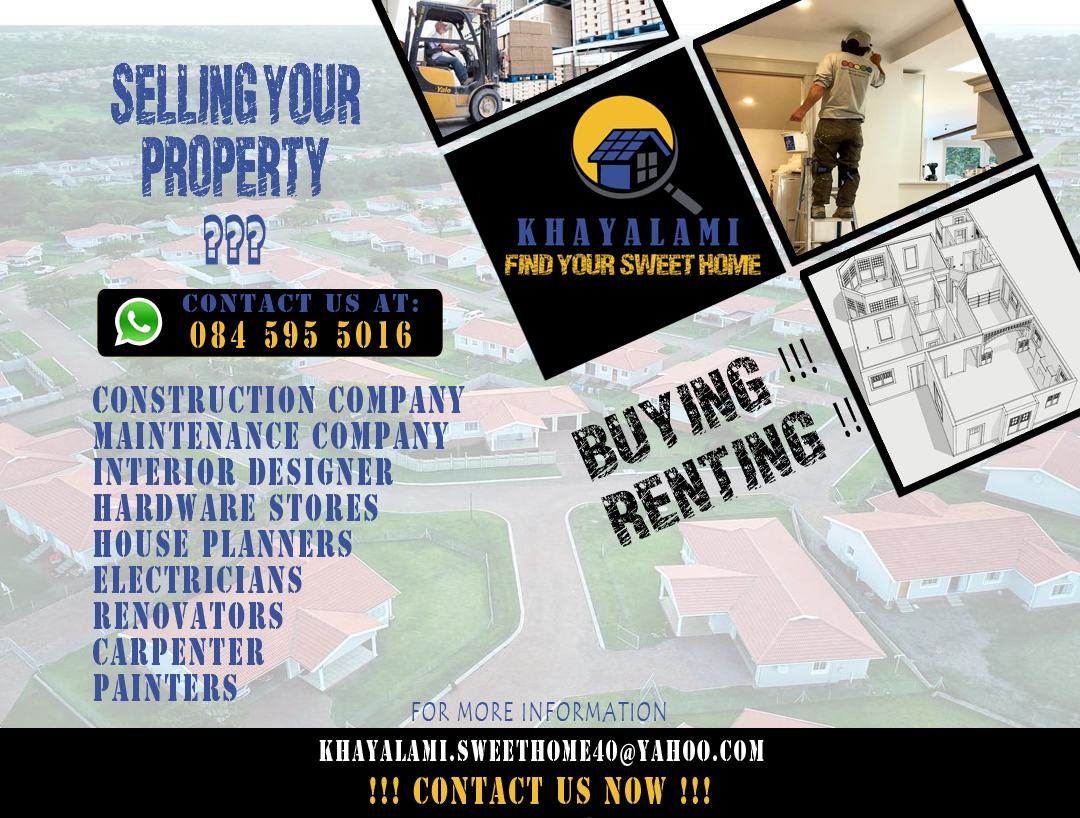 SELLING YOUR
PROPERTY
???
CONTACT US AT:
084 595 5016
CONSTRUCTION COMPANY
MAINTENANCE COMPANY
INTERIOR DESIGNER
HARDWARE STORES
HOUSE PLANNERS
ELECTRICIANS
RENOVATORS
CARPENTER
PAINTERS
Yale
KHAYALAMI
FIND YOUR SWEET HOME
BUYING !!!
RENTING !!
FOR MORE INFORMATION
KHAYALAMI.SWEETHOME40@YAHOO.COM
!!! CONTACT US NOW !!!